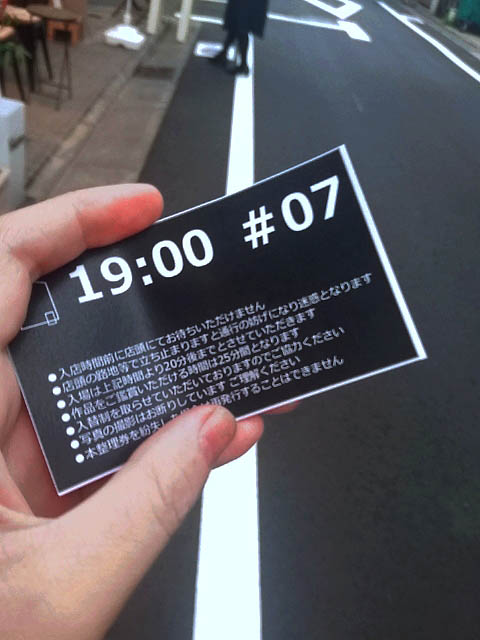 19:00 #07
●入店時間前に店頭にてお待ちいただけません
●店頭の路地等で立ち止まりますと通行の妨げになり迷惑となります
●入場は上記時間より20分後までとさせていただきます
●作品をご鑑賞いただける時間は25分間となります
●入替制を取らせていただいておりますのでご協力ください
●写真の撮影はお断りしています ご理解ください
●本整理券を紛失し 再発行することはできません